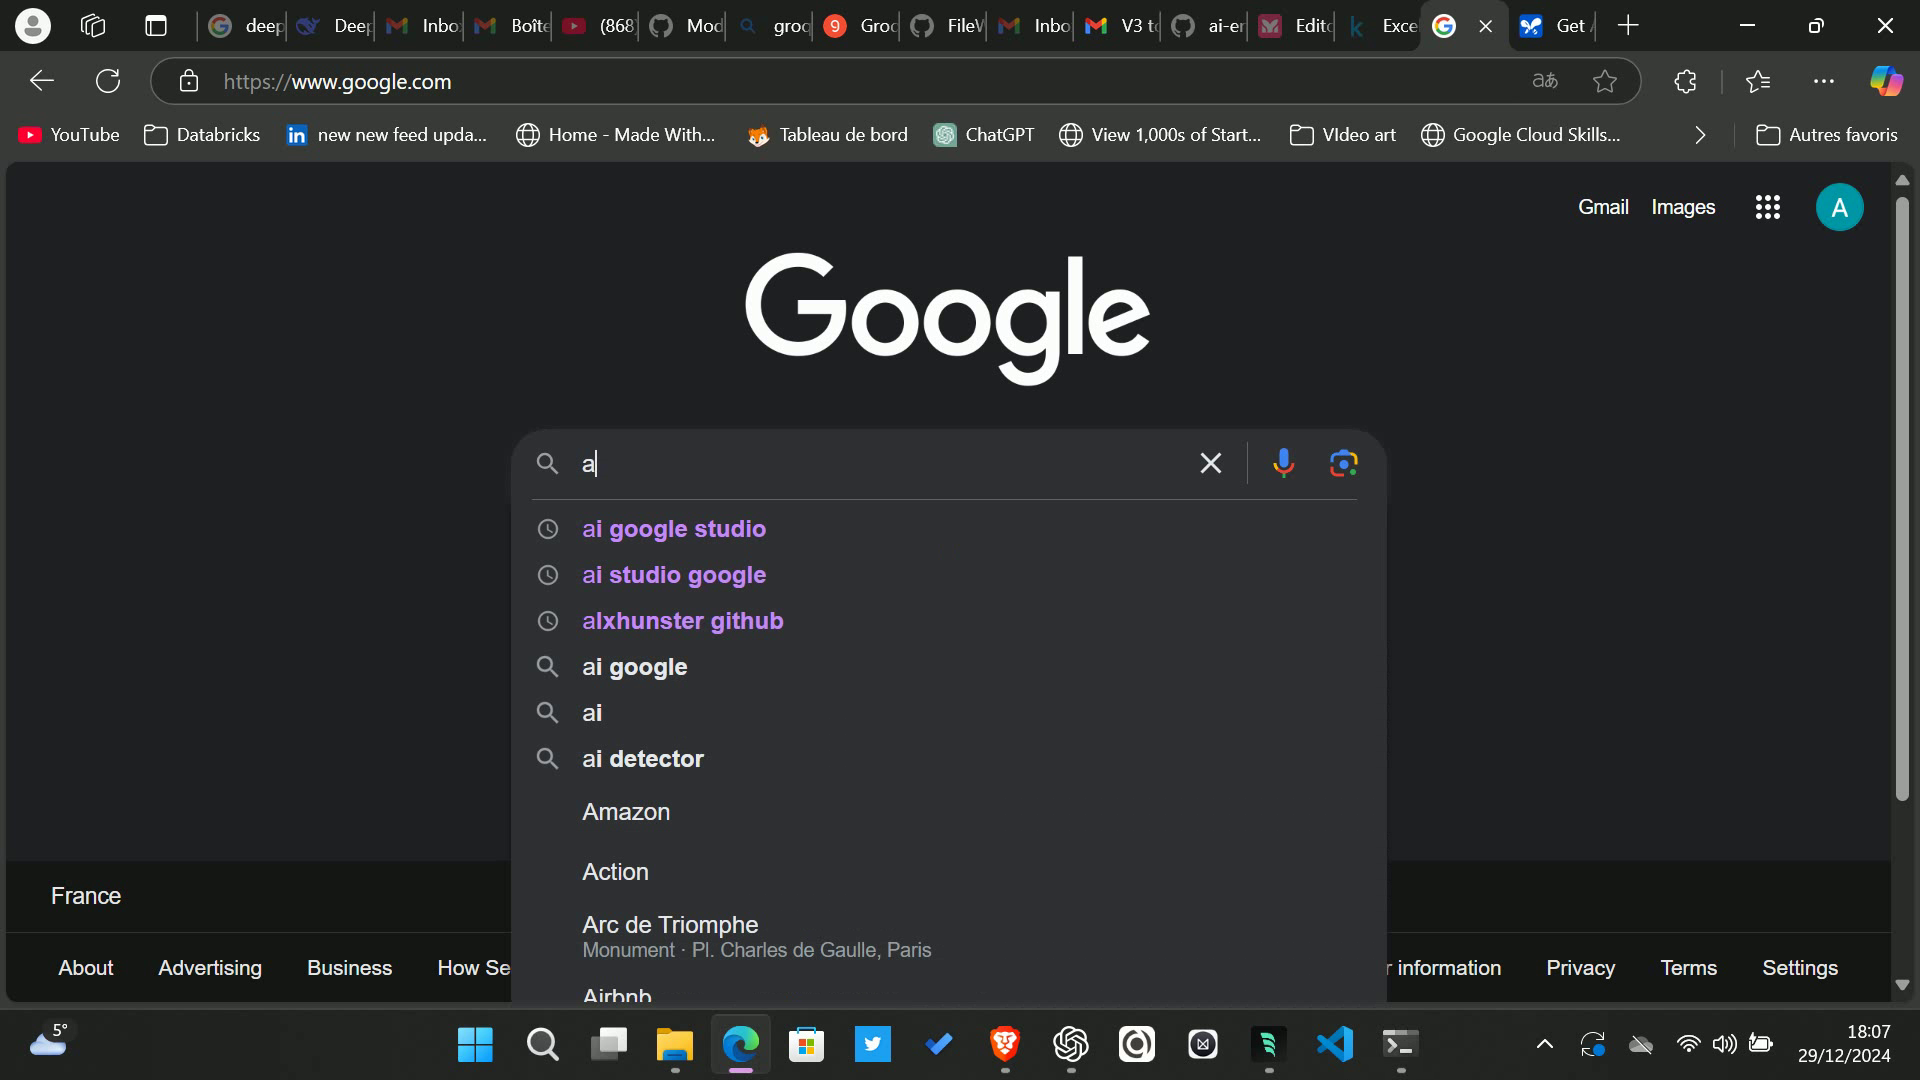 deep
Deep
Inbo
Boîte
(868)
Mod
groq
Groq
FileV
Inbo
V3 to
ai-er
Edito
Exce
Get
https://www.google.com
YouTube
Databricks
new new feed upda...
Home - Made With...
Tableau de bord
ChatGPT
View 1,000s of Start...
VIdeo art
Google Cloud Skills...
Autres favoris
Gmail
Images
A
Google
a
ai google studio
ai studio google
alxhunster github
ai google
ai
ai detector
Amazon
Action
Arc de Triomphe
Monument · Pl. Charles de Gaulle, Paris
Airbnb
France
About
Advertising
Business
How Se
r information
Privacy
Terms
Settings
5°
18:07
29/12/2024